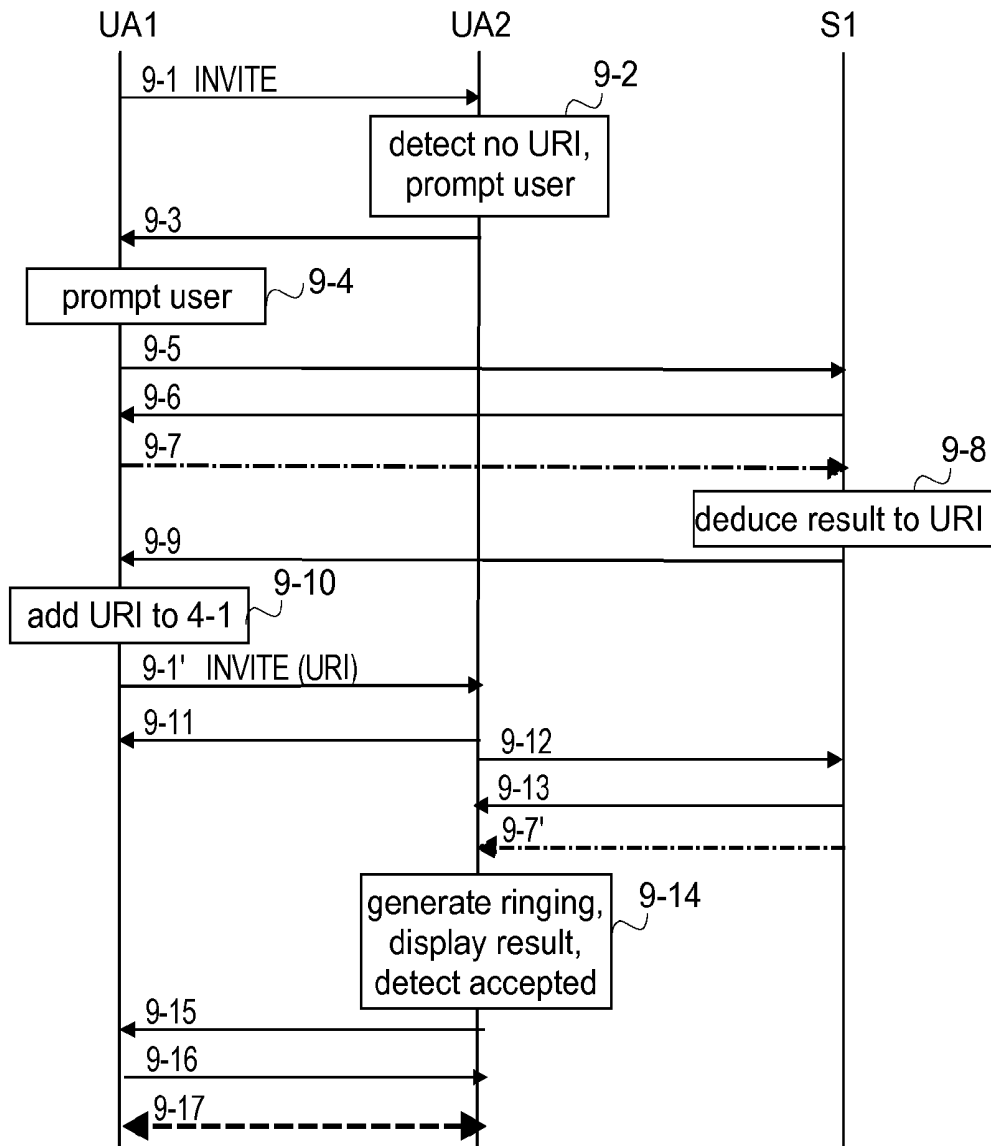 UA1 UA2 S1
9-1 INVITE
9-2
detect no URI,
prompt user
9-3
prompt user
9-4
9-5
9-6
9-7
9-8
deduce result to URI
9-9
9-10
add URI to 4-1
9-1' INVITE (URI)
9-11
9-12
9-13
9-7'
generate ringing,
display result,
detect accepted
9-14
9-15
9-16
9-17